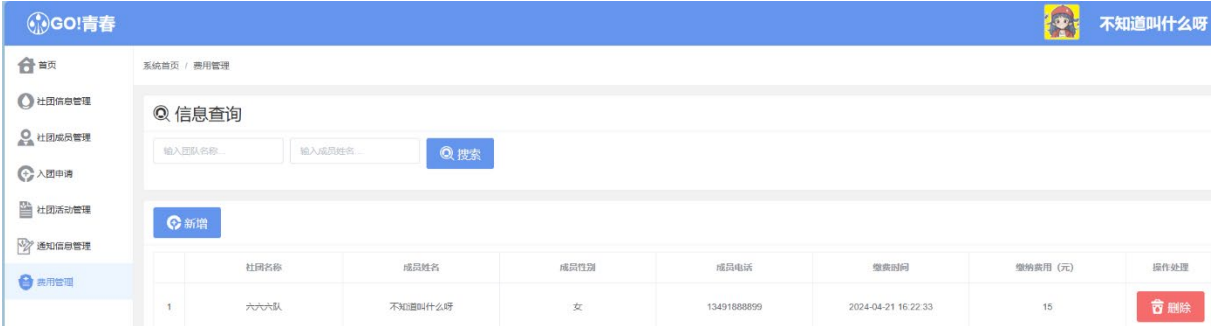 GO!青春
不知道叫什么呀
首页
系统首页 / 费用管理
社团信息管理
信息查询
社团成员管理
输入团队名称... 输入成员姓名... 搜索
入团申请
社团活动管理
新增
通知信息管理
费用管理
社团名称 成员姓名 成员性别 成员电话 缴费时间 缴纳费用（元） 操作处理
1 六六六队 不知道叫什么呀 女 13491888899 2024-04-21 16:22:33 15 删除